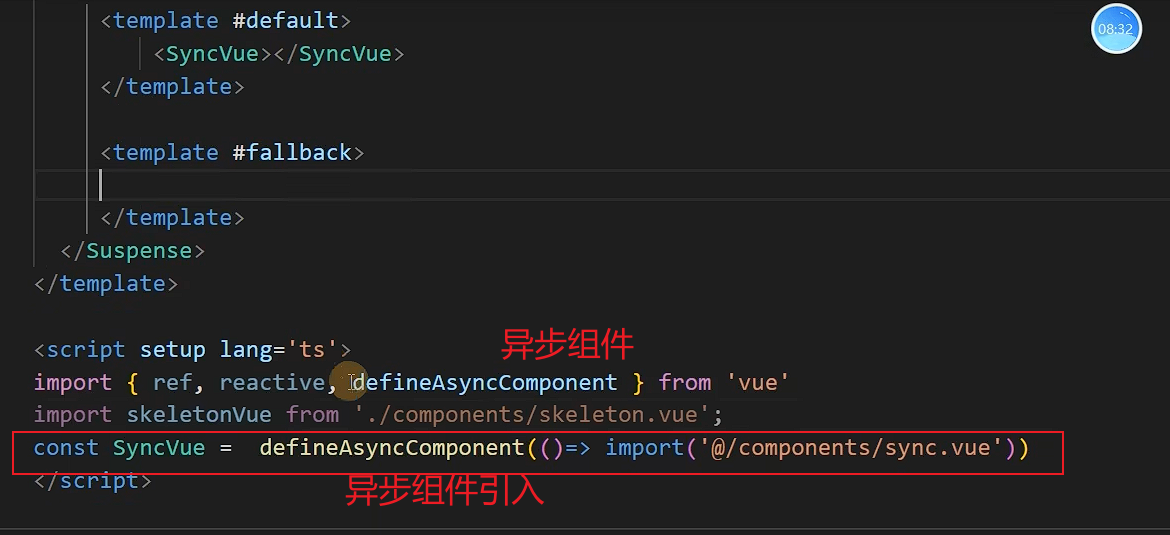 <template #default>
08:32
<SyncVue></SyncVue>
</template>
<template #fallback>
</template>
</Suspense>
</template>
<script setup lang='ts'>
异步组件
import { ref, reactive, defineAsyncComponent } from 'vue'
import skeletonVue from './components/skeleton.vue';
const SyncVue =  defineAsyncComponent(()=> import('@/components/sync.vue'))
</script>
异步组件引入